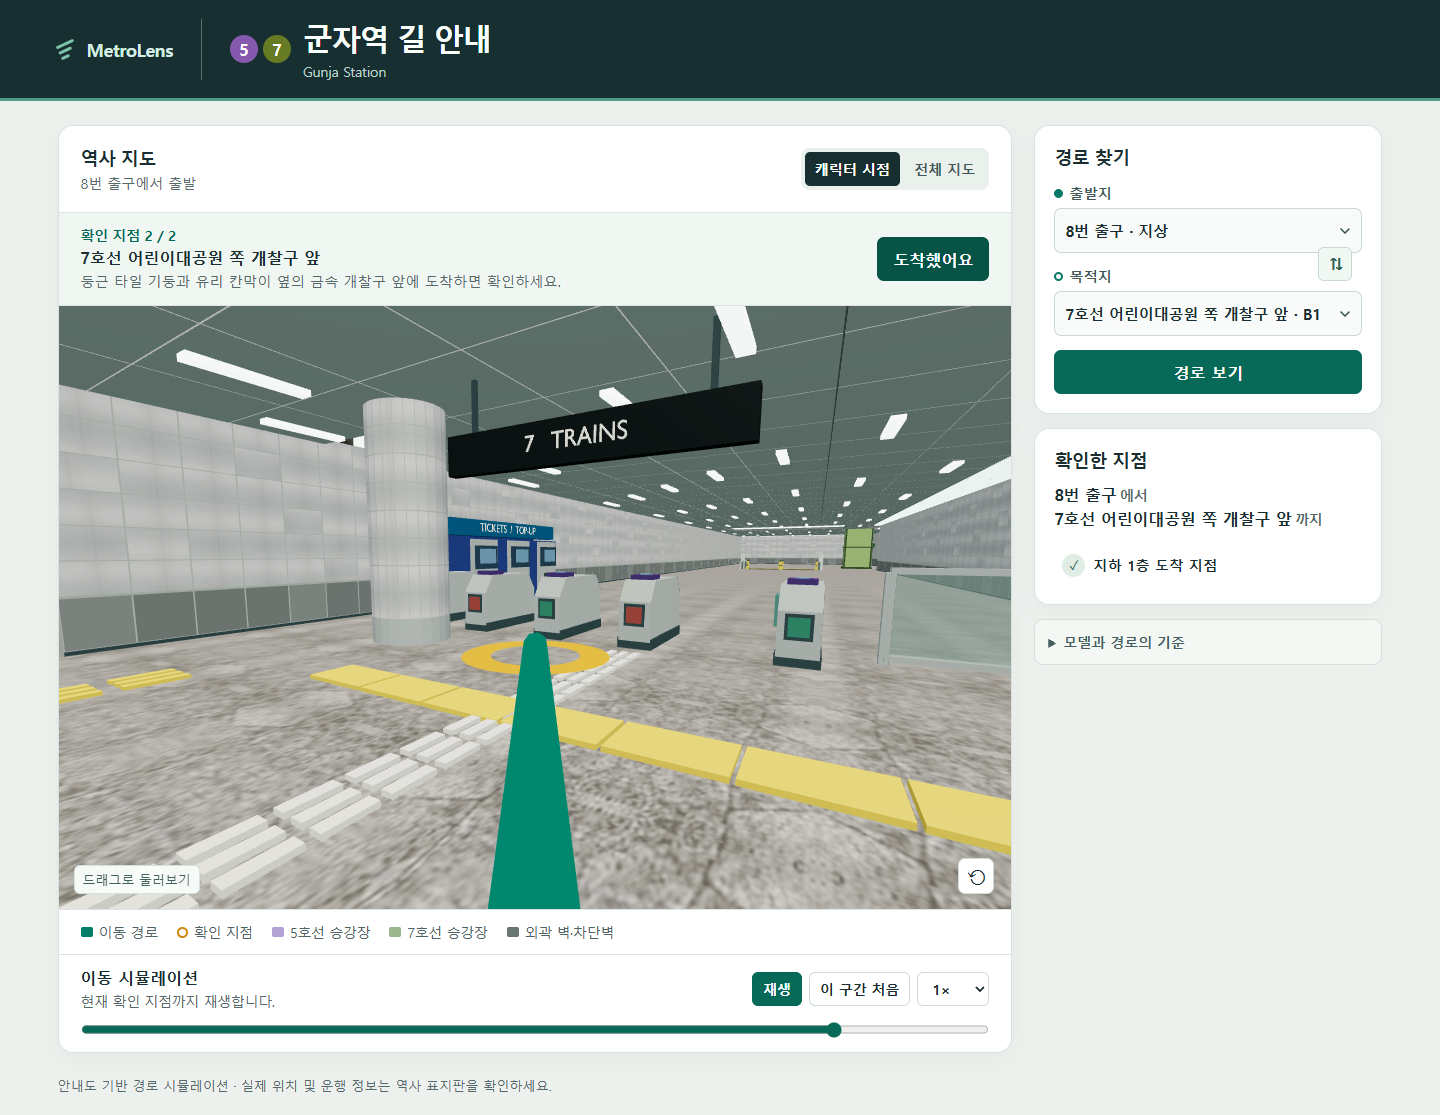 MetroLens
5 7
군자역 길 안내
Gunja Station
역사 지도
8번 출구에서 출발
캐릭터 시점
전체 지도
확인 지점 2 / 2
7호선 어린이대공원 쪽 개찰구 앞
둥근 타일 기둥과 유리 칸막이 옆의 금속 개찰구 앞에 도착하면 확인하세요.
도착했어요
7 TRAINS
TICKETS / TOP-UP
드래그로 둘러보기
이동 경로
확인 지점
5호선 승강장
7호선 승강장
외곽 벽·차단벽
이동 시뮬레이션
현재 확인 지점까지 재생합니다.
재생
이 구간 처음
1×
경로 찾기
출발지
8번 출구 · 지상
목적지
7호선 어린이대공원 쪽 개찰구 앞 · B1
경로 보기
확인한 지점
8번 출구 에서
7호선 어린이대공원 쪽 개찰구 앞 까지
지하 1층 도착 지점
모델과 경로의 기준
안내도 기반 경로 시뮬레이션 · 실제 위치 및 운행 정보는 역사 표지판을 확인하세요.